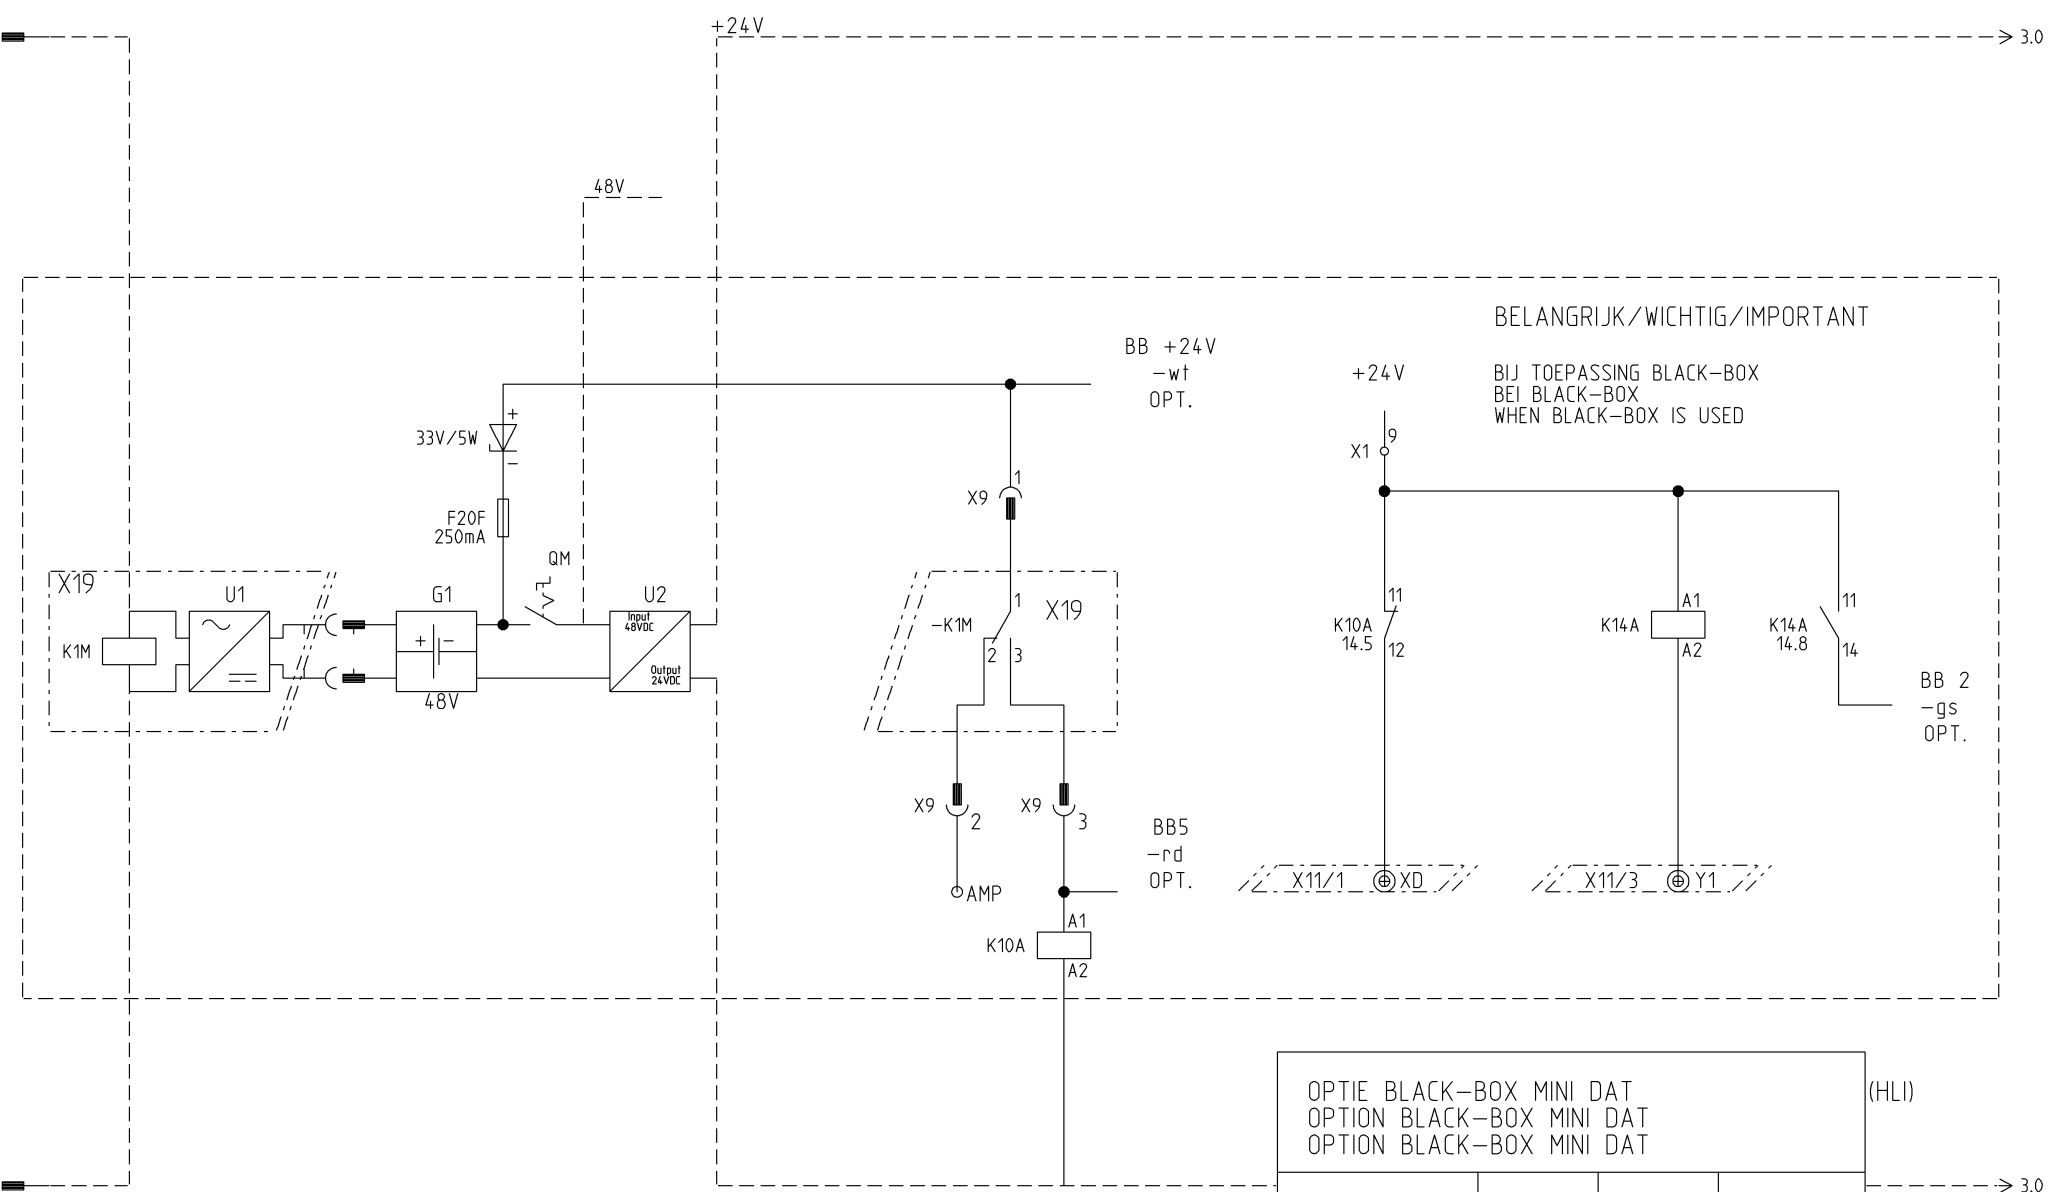 +24V
3.0
48V
BELANGRIJK/WICHTIG/IMPORTANT
BB +24V
-wt
OPT.
+24V
BIJ TOEPASSING BLACK-BOX
BEI BLACK-BOX
WHEN BLACK-BOX IS USED
+
33V/5W
-
9
X1
1
X9
F20F
250mA
QM
X19
U1
G1
U2
Input
48VDC
+
-
K1M
Output
24VDC
48V
1
X19
-K1M
2
3
11
K10A
14.5
12
A1
K14A
A2
11
K14A
14.8
14
BB 2
-gs
OPT.
X9
2
X9
3
BB5
-rd
OPT.
AMP
X11/1
XD
X11/3
Y1
A1
K10A
A2
OPTIE BLACK-BOX MINI DAT
(HLI)
OPTION BLACK-BOX MINI DAT
OPTION BLACK-BOX MINI DAT
3.0